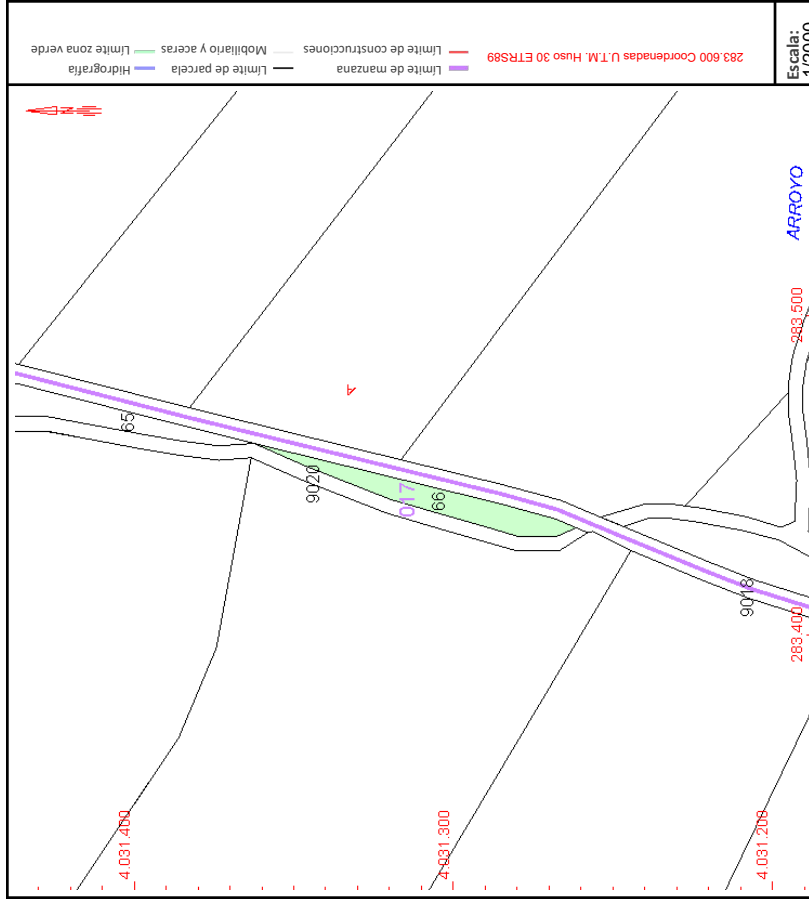 283.600 Coordenadas U.T.M. Huso 30 ETRS89
Límite de manzana
Límite de parcela
Hidrografía
Límite de construcciones
Mobiliario y aceras
Límite zona verde
Escala:
1/2000
ARROYO
283.500
A
65
9020
017
66
9018
283.400
4.031.400
4.031.300
4.031.200